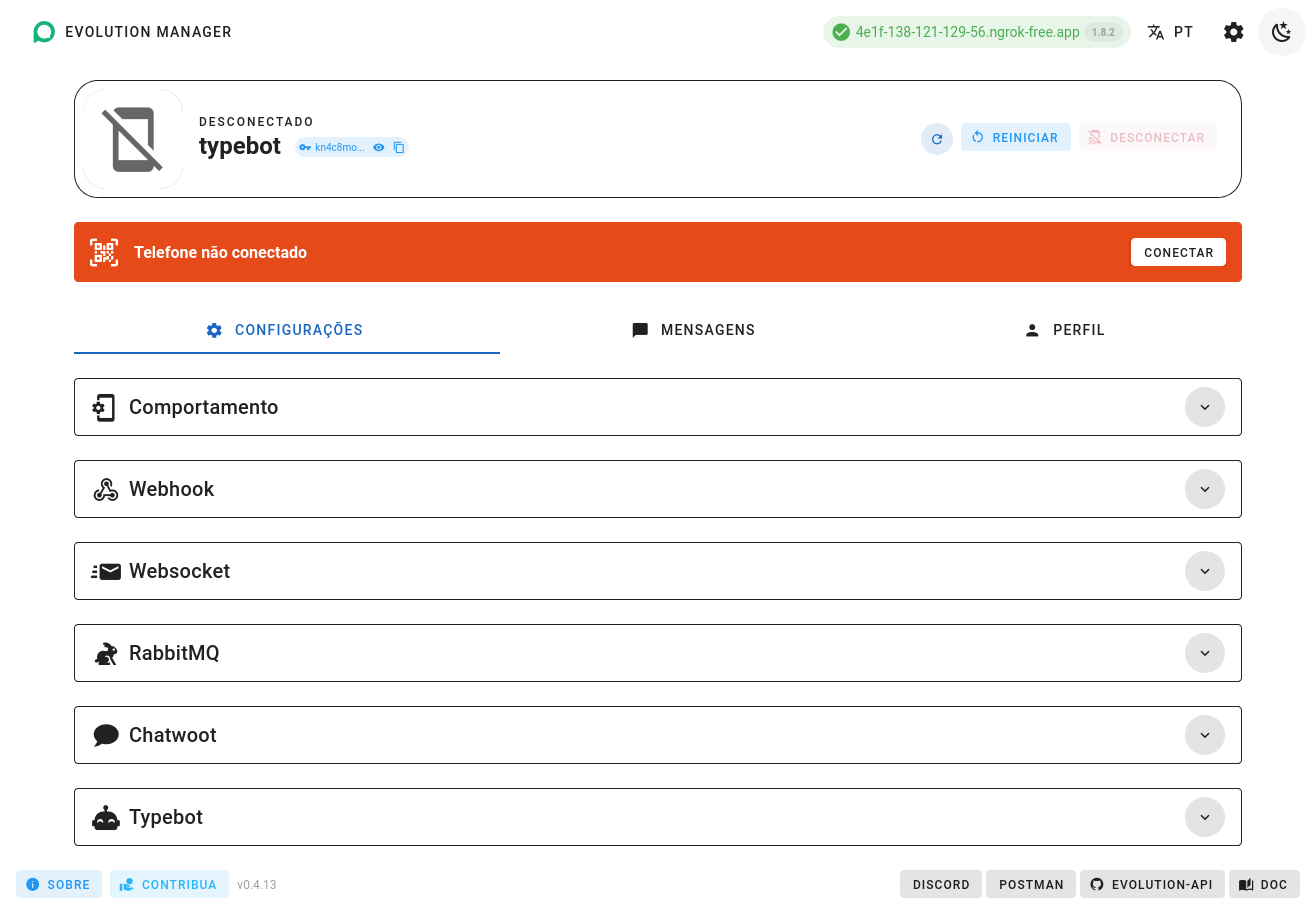 EVOLUTION MANAGER
4e1f-138-121-129-56.ngrok-free.app 1.8.2
PT
DESCONECTADO
typebot kn4c8mo...
REINICIAR
DESCONECTAR
Telefone não conectado
CONECTAR
CONFIGURAÇÕES
MENSAGENS
PERFIL
Comportamento
Webhook
Websocket
RabbitMQ
Chatwoot
Typebot
SOBRE
CONTRIBUA
v0.4.13
DISCORD
POSTMAN
EVOLUTION-API
DOC